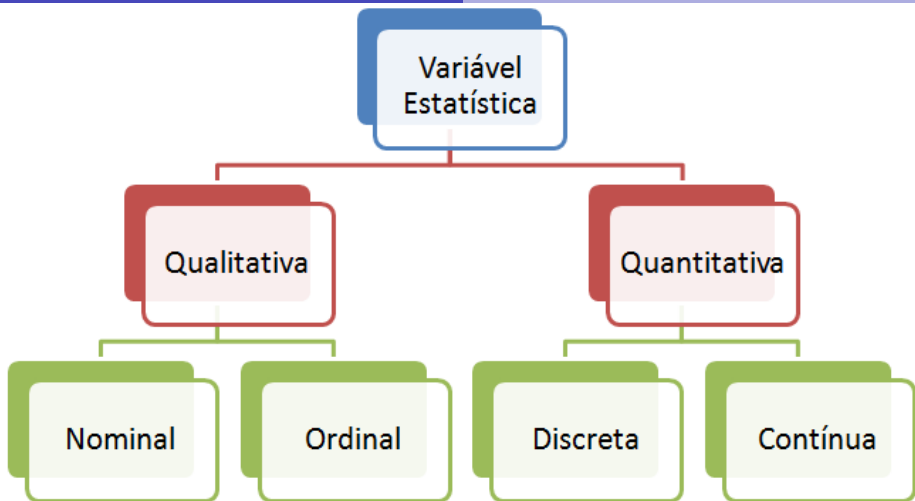 Variável
Estatística
Qualitativa
Quantitativa
Nominal
Ordinal
Discreta
Contínua